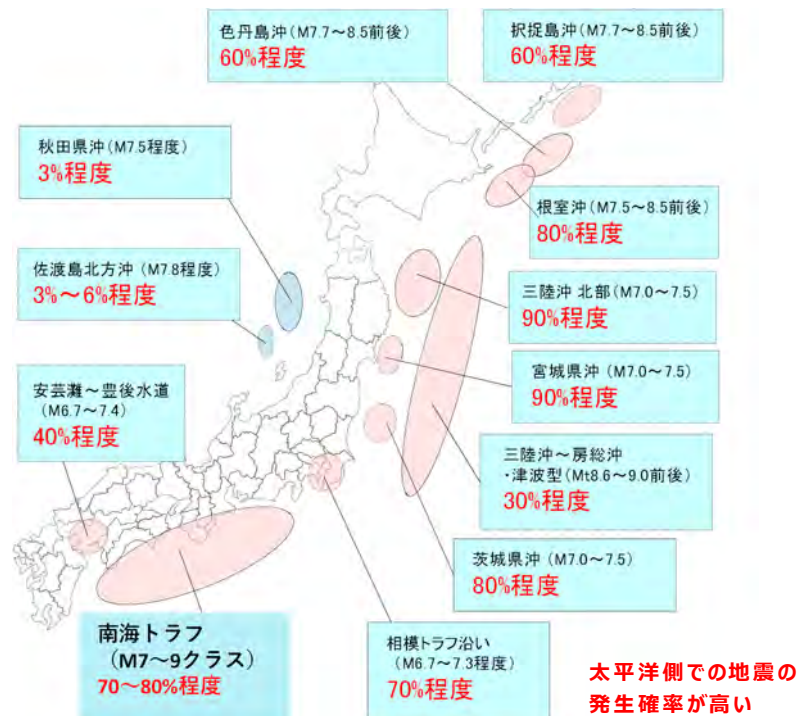 色丹島沖(M7.7～8.5前後)
60%程度
択捉島沖(M7.7～8.5前後)
60%程度
秋田県沖(M7.5程度)
3%程度
根室沖(M7.5～8.5前後)
80%程度
佐渡島北方沖(M7.8程度)
3%～6%程度
三陸沖 北部(M7.0～7.5)
90%程度
宮城県沖(M7.0～7.5)
90%程度
安芸灘～豊後水道
(M6.7～7.4)
40%程度
三陸沖～房総沖
・津波型(Mt8.6～9.0前後)
30%程度
茨城県沖(M7.0～7.5)
80%程度
南海トラフ
(M7～9クラス)
70～80%程度
相模トラフ沿い
(M6.7～7.3程度)
70%程度
太平洋側での地震の
発生確率が高い